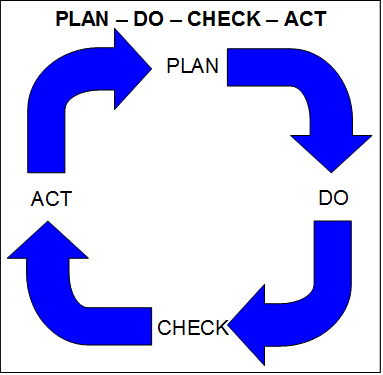 PLAN – DO – CHECK – ACT
PLAN
DO
CHECK
ACT